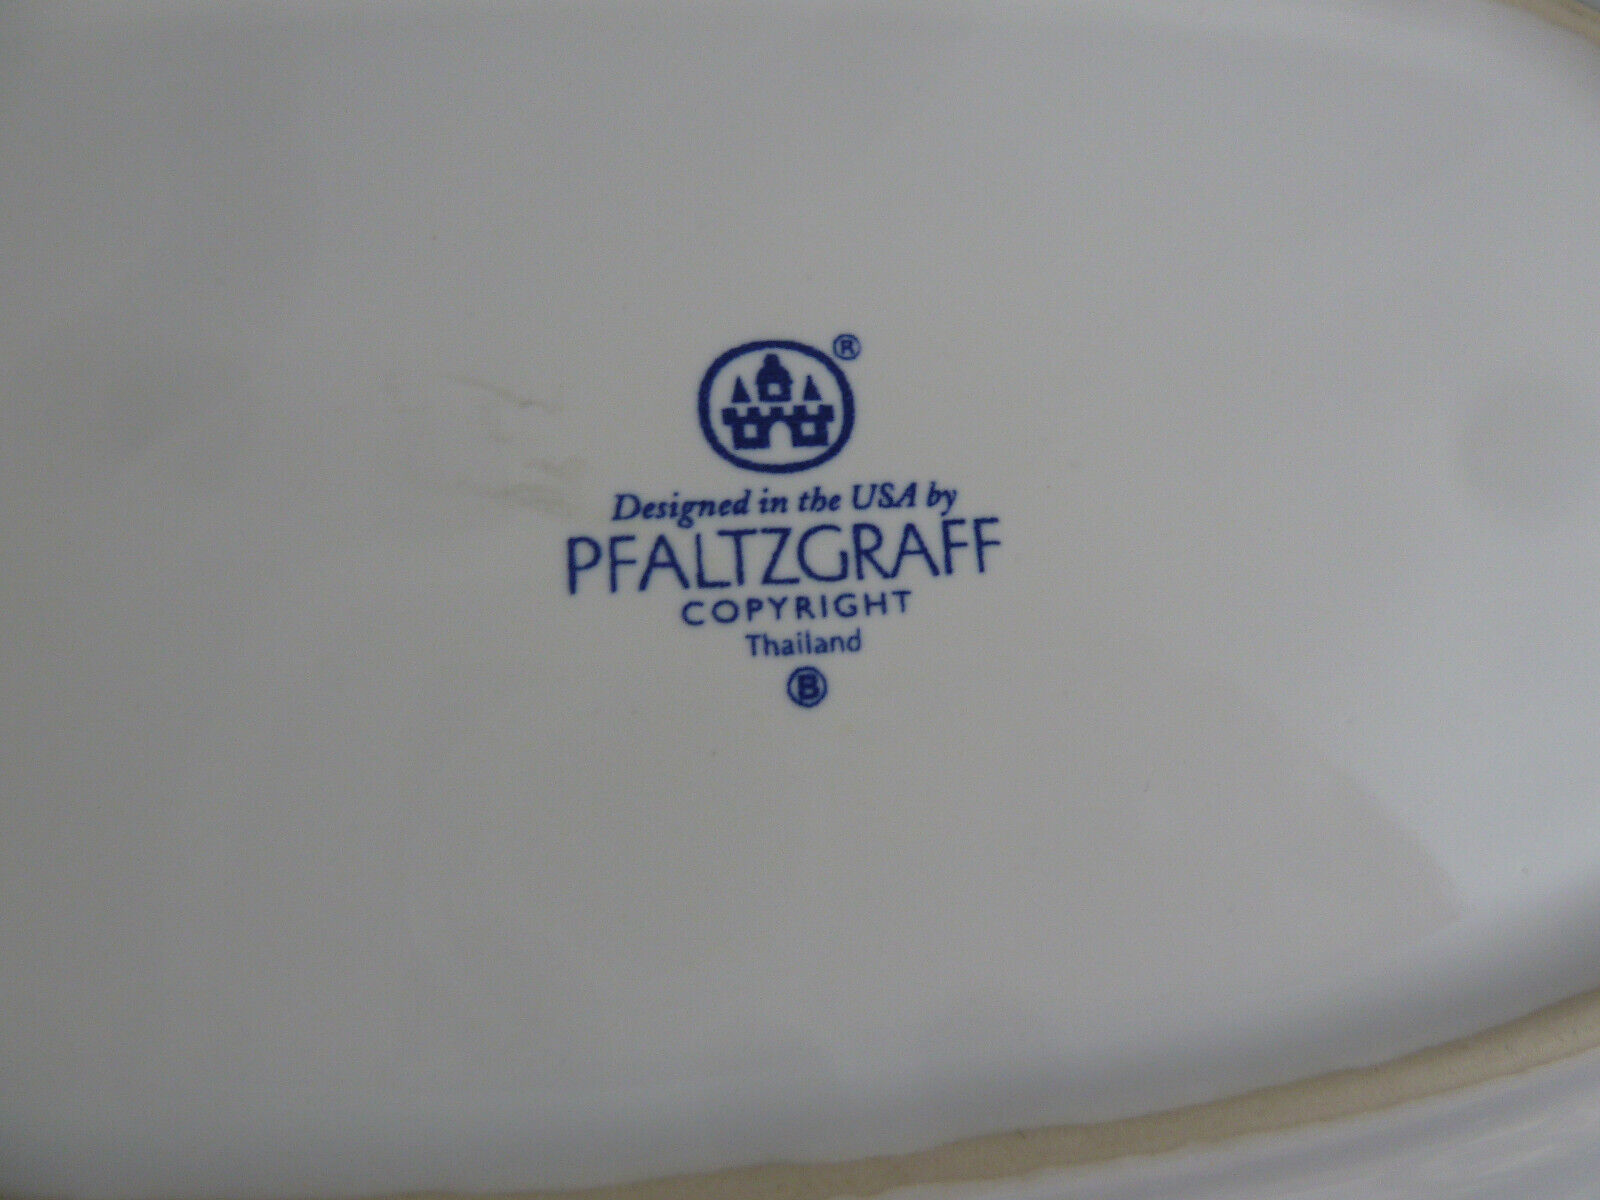 ®
Designed in the USA by
PFALTZGRAFF
COPYRIGHT
Thailand
B